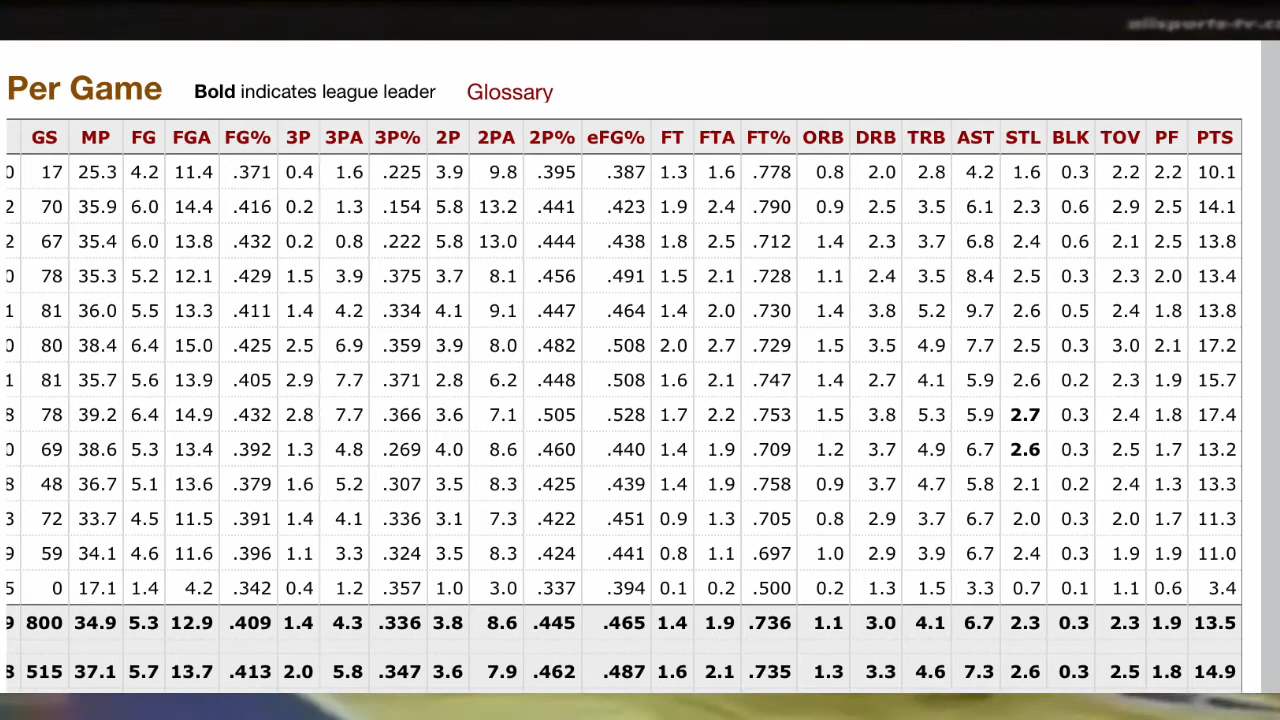 allsports-tv.c
Per Game Bold indicates league leader Glossary
GS MP FG FGA FG% 3P 3PA 3P% 2P 2PA 2P% eFG% FT FTA FT% ORB DRB TRB AST STL BLK TOV PF PTS
0 17 25.3 4.2 11.4 .371 0.4 1.6 .225 3.9 9.8 .395 .387 1.3 1.6 .778 0.8 2.0 2.8 4.2 1.6 0.3 2.2 2.2 10.1
2 70 35.9 6.0 14.4 .416 0.2 1.3 .154 5.8 13.2 .441 .423 1.9 2.4 .790 0.9 2.5 3.5 6.1 2.3 0.6 2.9 2.5 14.1
2 67 35.4 6.0 13.8 .432 0.2 0.8 .222 5.8 13.0 .444 .438 1.8 2.5 .712 1.4 2.3 3.7 6.8 2.4 0.6 2.1 2.5 13.8
0 78 35.3 5.2 12.1 .429 1.5 3.9 .375 3.7 8.1 .456 .491 1.5 2.1 .728 1.1 2.4 3.5 8.4 2.5 0.3 2.3 2.0 13.4
1 81 36.0 5.5 13.3 .411 1.4 4.2 .334 4.1 9.1 .447 .464 1.4 2.0 .730 1.4 3.8 5.2 9.7 2.6 0.5 2.4 1.8 13.8
0 80 38.4 6.4 15.0 .425 2.5 6.9 .359 3.9 8.0 .482 .508 2.0 2.7 .729 1.5 3.5 4.9 7.7 2.5 0.3 3.0 2.1 17.2
1 81 35.7 5.6 13.9 .405 2.9 7.7 .371 2.8 6.2 .448 .508 1.6 2.1 .747 1.4 2.7 4.1 5.9 2.6 0.2 2.3 1.9 15.7
8 78 39.2 6.4 14.9 .432 2.8 7.7 .366 3.6 7.1 .505 .528 1.7 2.2 .753 1.5 3.8 5.3 5.9 2.7 0.3 2.4 1.8 17.4
0 69 38.6 5.3 13.4 .392 1.3 4.8 .269 4.0 8.6 .460 .440 1.4 1.9 .709 1.2 3.7 4.9 6.7 2.6 0.3 2.5 1.7 13.2
8 48 36.7 5.1 13.6 .379 1.6 5.2 .307 3.5 8.3 .425 .439 1.4 1.9 .758 0.9 3.7 4.7 5.8 2.1 0.2 2.4 1.3 13.3
3 72 33.7 4.5 11.5 .391 1.4 4.1 .336 3.1 7.3 .422 .451 0.9 1.3 .705 0.8 2.9 3.7 6.7 2.0 0.3 2.0 1.7 11.3
9 59 34.1 4.6 11.6 .396 1.1 3.3 .324 3.5 8.3 .424 .441 0.8 1.1 .697 1.0 2.9 3.9 6.7 2.4 0.3 1.9 1.9 11.0
5 0 17.1 1.4 4.2 .342 0.4 1.2 .357 1.0 3.0 .337 .394 0.1 0.2 .500 0.2 1.3 1.5 3.3 0.7 0.1 1.1 0.6 3.4
9 800 34.9 5.3 12.9 .409 1.4 4.3 .336 3.8 8.6 .445 .465 1.4 1.9 .736 1.1 3.0 4.1 6.7 2.3 0.3 2.3 1.9 13.5
8 515 37.1 5.7 13.7 .413 2.0 5.8 .347 3.6 7.9 .462 .487 1.6 2.1 .735 1.3 3.3 4.6 7.3 2.6 0.3 2.5 1.8 14.9